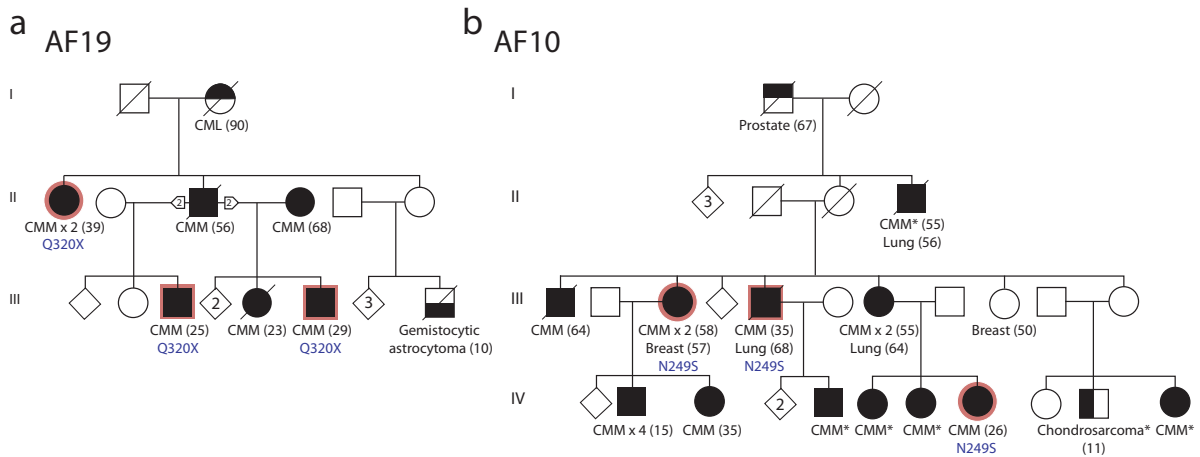 a AF19
I
CML (90)
II
2 2
CMM x 2 (39) CMM (56) CMM (68)
Q320X
III
2 3
CMM (25) CMM (23) CMM (29) Gemistocytic
Q320X Q320X astrocytoma (10)
b AF10
I
Prostate (67)
II
3
CMM* (55)
Lung (56)
III
CMM (64) CMM x 2 (58) CMM (35) CMM x 2 (55) Breast (50)
Breast (57) Lung (68) Lung (64)
N249S N249S
IV
2
CMM x 4 (15) CMM (35) CMM* CMM* CMM* CMM (26) Chondrosarcoma* CMM*
N249S (11)